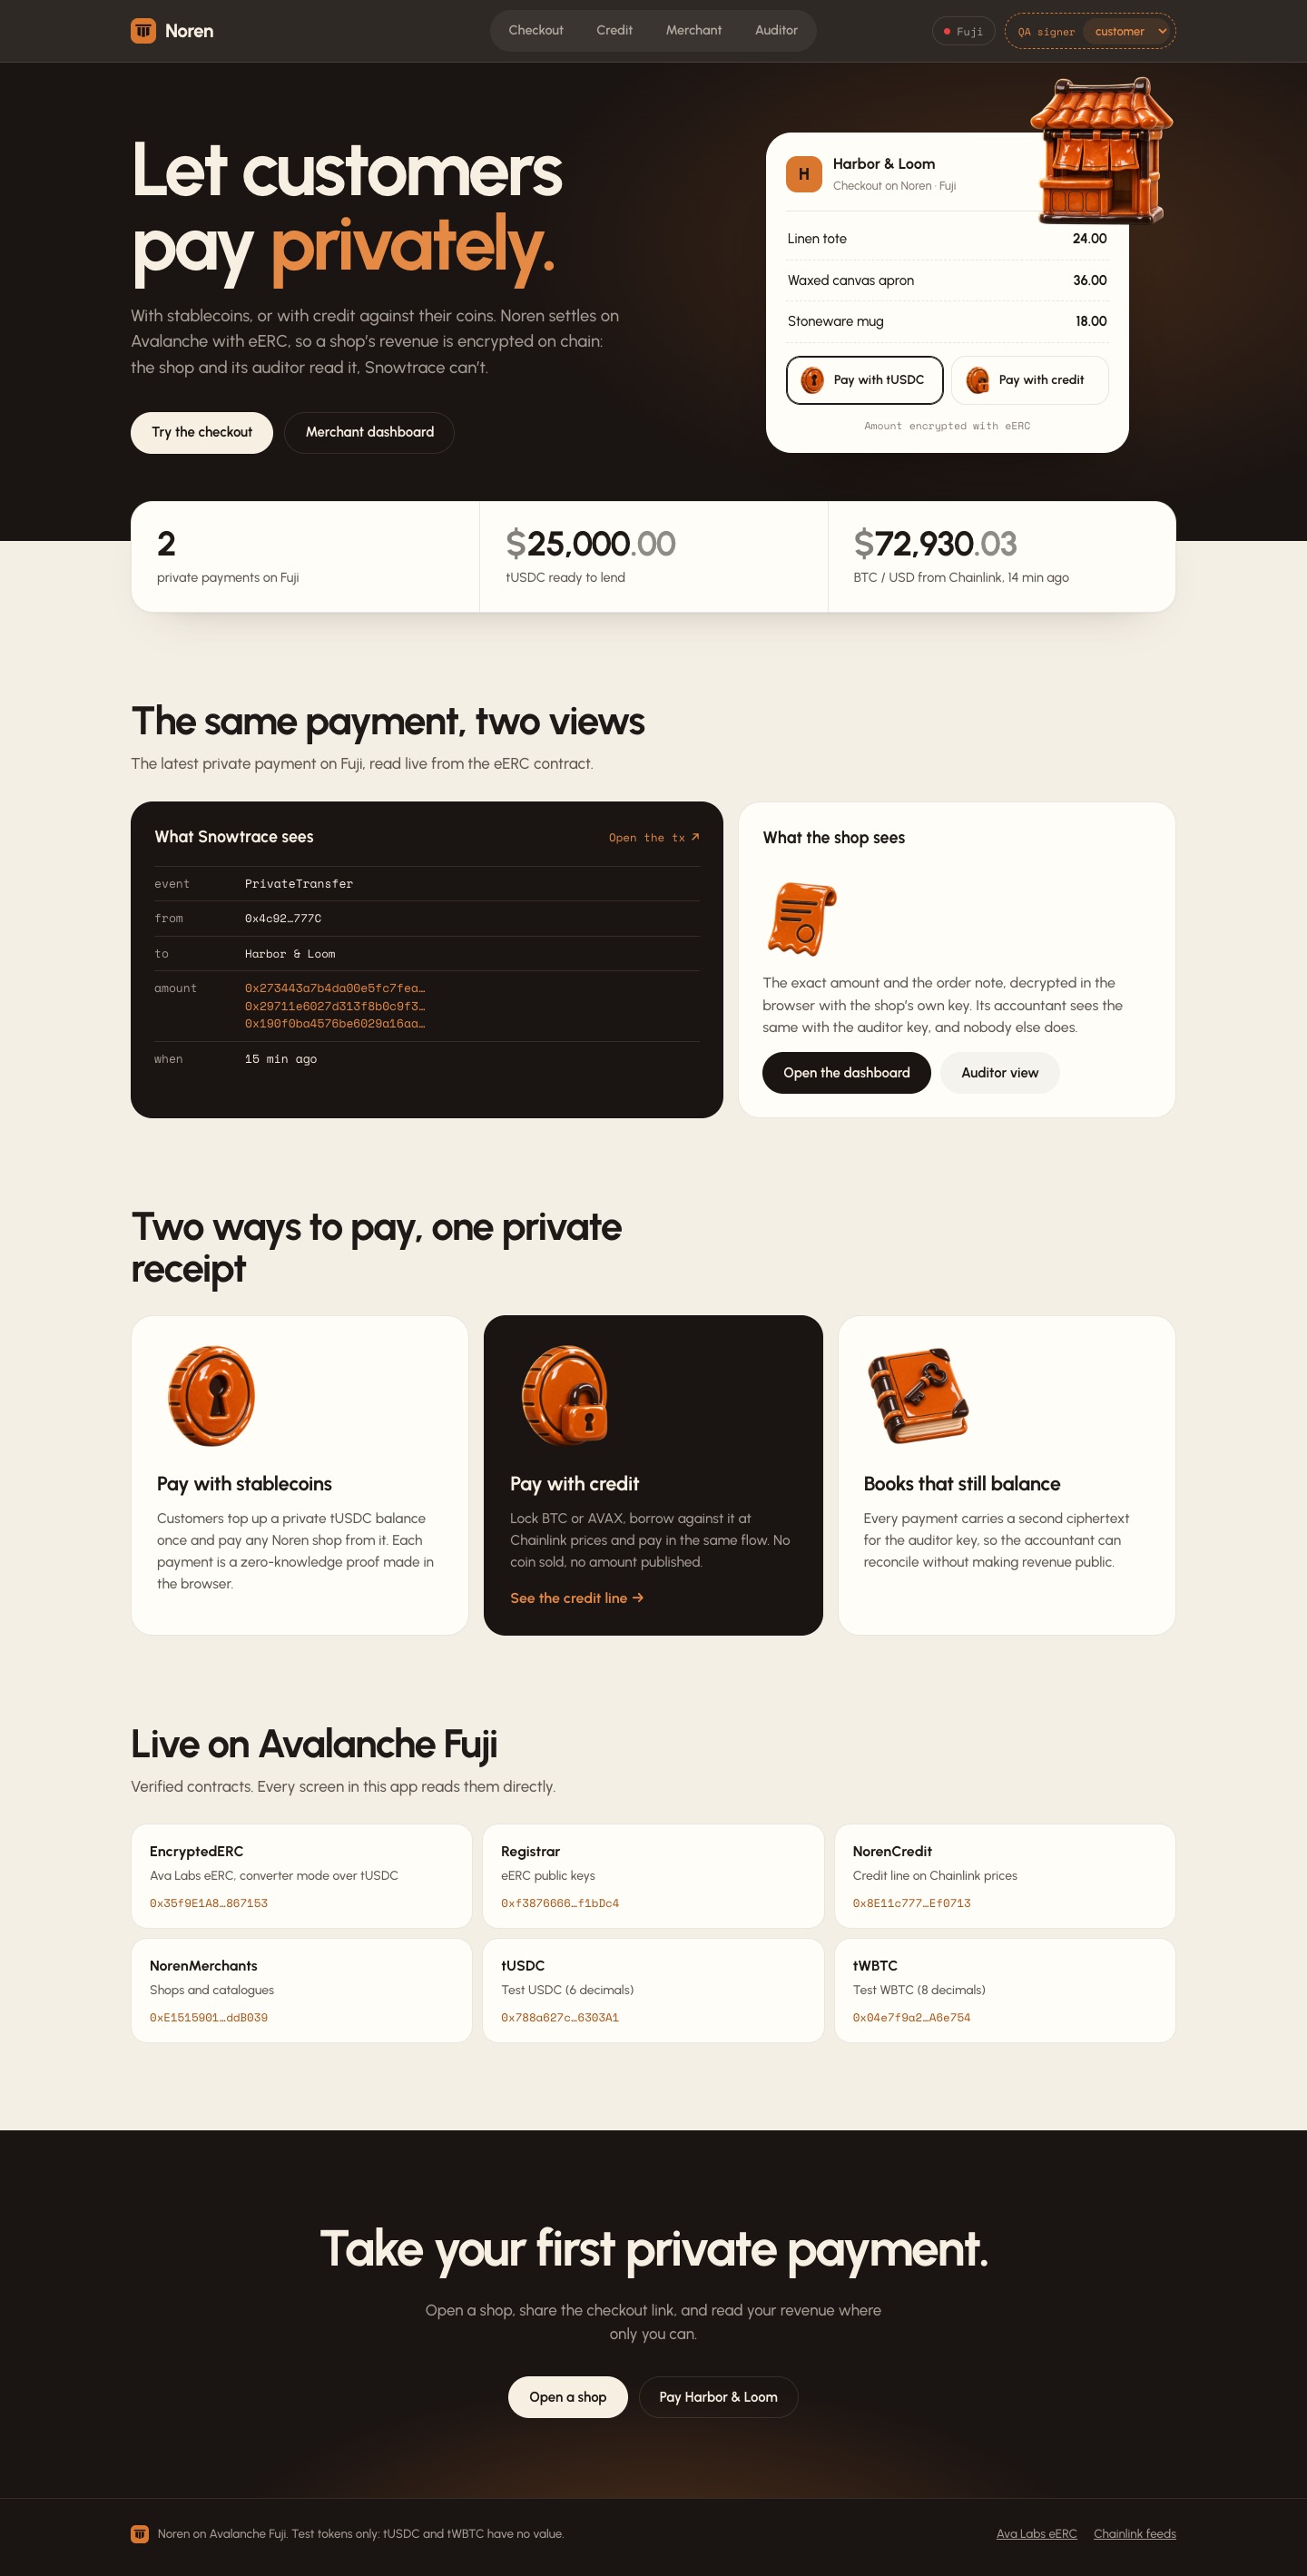 Noren
Checkout
Credit
Merchant
Auditor
Fuji
QA signer
customer
Let customers
pay privately.
With stablecoins, or with credit against their coins. Noren settles on
Avalanche with eERC, so a shop’s revenue is encrypted on chain:
the shop and its auditor read it, Snowtrace can’t.
Try the checkout
Merchant dashboard
H
Harbor & Loom
Checkout on Noren · Fuji
Linen tote 24.00
Waxed canvas apron 36.00
Stoneware mug 18.00
Pay with tUSDC
Pay with credit
Amount encrypted with eERC
2
private payments on Fuji
$25,000.00
tUSDC ready to lend
$72,930.03
BTC / USD from Chainlink, 14 min ago
The same payment, two views
The latest private payment on Fuji, read live from the eERC contract.
What Snowtrace sees
Open the tx ↗
event PrivateTransfer
from 0x4c92…777C
to Harbor & Loom
amount 0x273443a7b4da00e5fc7fea…
0x29711e6027d313f8b0c9f3…
0x190f0ba4576be6029a16aa…
when 15 min ago
What the shop sees
The exact amount and the order note, decrypted in the
browser with the shop’s own key. Its accountant sees the
same with the auditor key, and nobody else does.
Open the dashboard
Auditor view
Two ways to pay, one private
receipt
Pay with stablecoins
Customers top up a private tUSDC balance
once and pay any Noren shop from it. Each
payment is a zero-knowledge proof made in
the browser.
Pay with credit
Lock BTC or AVAX, borrow against it at
Chainlink prices and pay in the same flow. No
coin sold, no amount published.
See the credit line →
Books that still balance
Every payment carries a second ciphertext
for the auditor key, so the accountant can
reconcile without making revenue public.
Live on Avalanche Fuji
Verified contracts. Every screen in this app reads them directly.
EncryptedERC
Ava Labs eERC, converter mode over tUSDC
0x35f9E1A8…867153
Registrar
eERC public keys
0xf3876666…f1bDc4
NorenCredit
Credit line on Chainlink prices
0x8E11c777…Ef0713
NorenMerchants
Shops and catalogues
0xE1515901…ddB039
tUSDC
Test USDC (6 decimals)
0x788a627c…6303A1
tWBTC
Test WBTC (8 decimals)
0x04e7f9a2…A6e754
Take your first private payment.
Open a shop, share the checkout link, and read your revenue where
only you can.
Open a shop
Pay Harbor & Loom
Noren on Avalanche Fuji. Test tokens only: tUSDC and tWBTC have no value.
Ava Labs eERC
Chainlink feeds